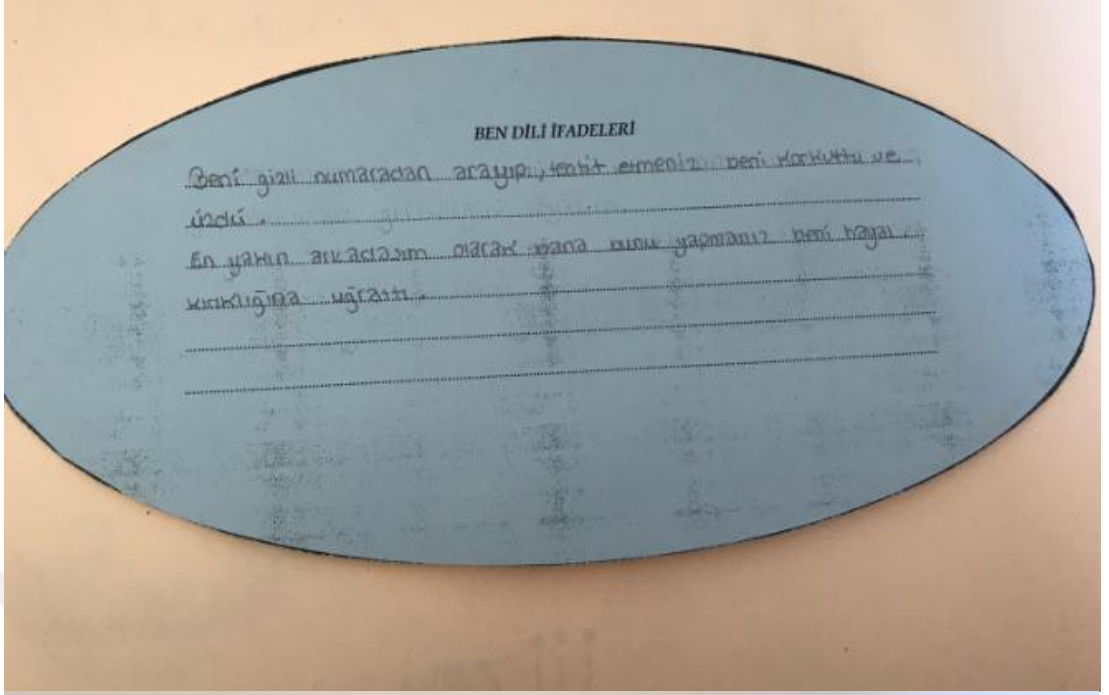 BEN DİLİ İFADELERİ
Beni gizli numaradan arayıp, tehtit etmeniz beni korkuttu ve
üzdü.
En yakın arkadaşım olarak bana bunu yapmanız beni hayal
kırıklığına uğrattı.